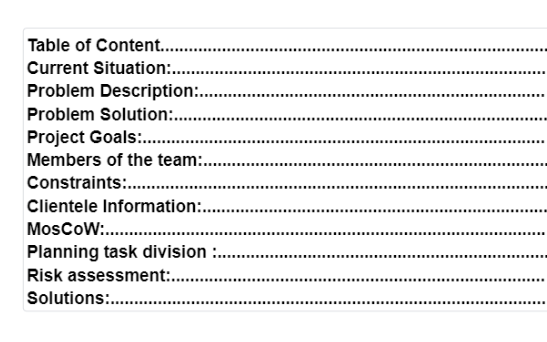 Table of Content.....................................................................................
Current Situation:...................................................................................
Problem Description:.............................................................................
Problem Solution:...................................................................................
Project Goals:.........................................................................................
Members of the team:............................................................................
Constraints:............................................................................................
Clientele Information:............................................................................
MosCoW:................................................................................................
Planning task division :.........................................................................
Risk assessment:...................................................................................
Solutions:................................................................................................